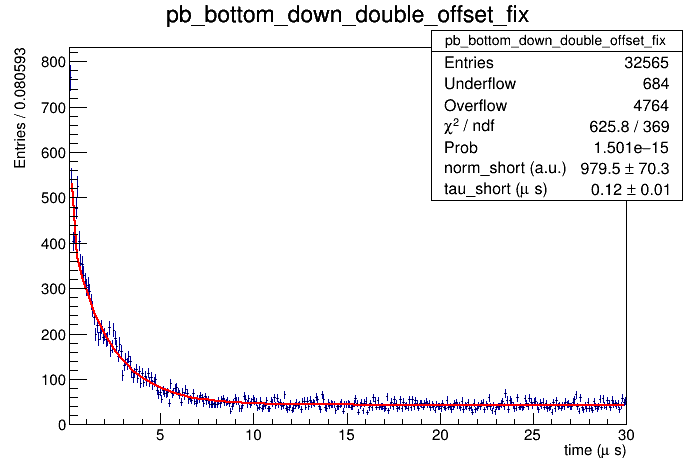 pb_bottom_down_double_offset_fix
pb_bottom_down_double_offset_fix
Entries 32565
Underflow 684
Overflow 4764
χ² / ndf 625.8 / 369
Prob 1.501e−15
norm_short (a.u.) 979.5 ± 70.3
tau_short (μ s) 0.12 ± 0.01
Entries / 0.080593
800
700
600
500
400
300
200
100
0
5 10 15 20 25 30
time (μ s)